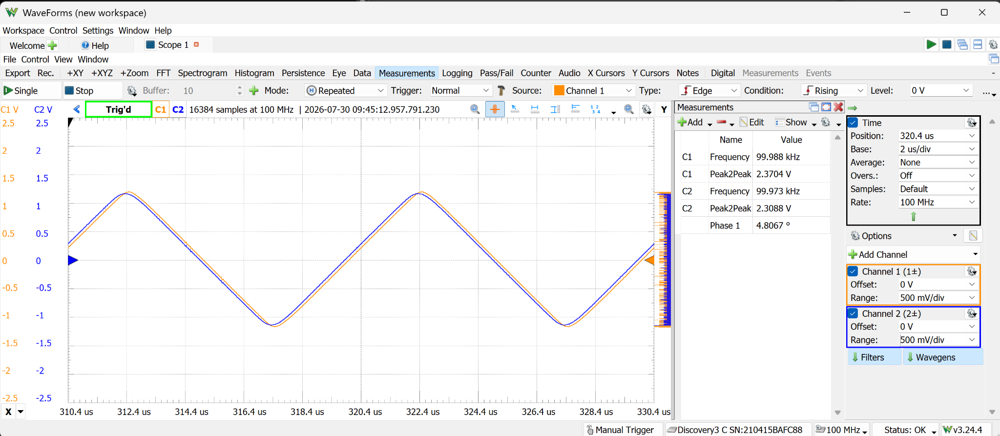 WaveForms (new workspace)
Workspace Control Settings Window Help
Welcome Help Scope 1
File Control View Window
Export Rec. +XY +XYZ +Zoom FFT Spectrogram Histogram Persistence Eye Data Measurements Logging Pass/Fail Counter Audio X Cursors Y Cursors Notes Digital Measurements Events -
Single Stop Buffer: 10 Mode: Repeated Trigger: Normal Source: Channel 1 Type: Edge Condition: Rising Level: 0 V ...
C1 V C2 V Trig'd C1 C2 16384 samples at 100 MHz | 2026-07-30 09:45:12.957.791.230 Y
2.5 2.5
2 2
1.5 1.5
1 1
0.5 0.5
0 0
-0.5 -0.5
-1 -1
-1.5 -1.5
-2 -2
-2.5 -2.5
X 310.4 us 312.4 us 314.4 us 316.4 us 318.4 us 320.4 us 322.4 us 324.4 us 326.4 us 328.4 us 330.4 us
Measurements
Add Edit Show
Name Value
C1 Frequency 99.988 kHz
C1 Peak2Peak 2.3704 V
C2 Frequency 99.973 kHz
C2 Peak2Peak 2.3088 V
Phase 1 4.8067 °
Time
Position: 320.4 us
Base: 2 us/div
Average: None
Overs.: Off
Samples: Default
Rate: 100 MHz
Options
Add Channel
Channel 1 (1±)
Offset: 0 V
Range: 500 mV/div
Channel 2 (2±)
Offset: 0 V
Range: 500 mV/div
Filters Wavegens
Manual Trigger Discovery3 C SN:210415BAFC88 100 MHz Status: OK v3.24.4